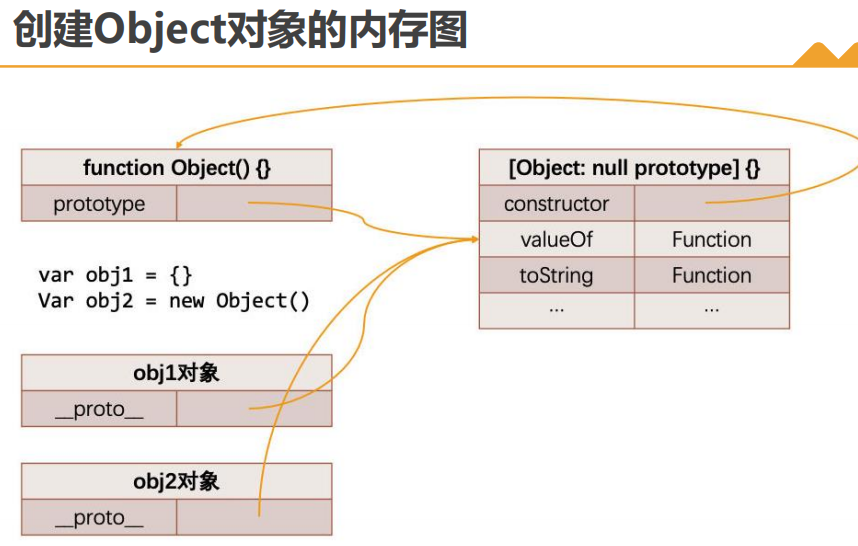 创建Object对象的内存图
function Object() {}
prototype
[Object: null prototype] {}
constructor
valueOf Function
toString Function
... ...
var obj1 = {}
Var obj2 = new Object()
obj1对象
__proto__
obj2对象
__proto__